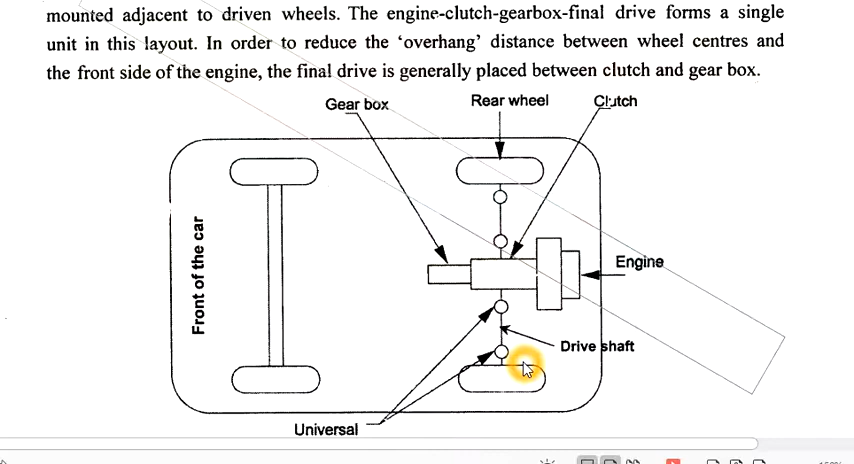 mounted adjacent to driven wheels. The engine-clutch-gearbox-final drive forms a single
unit in this layout. In order to reduce the ‘overhang’ distance between wheel centres and
the front side of the engine, the final drive is generally placed between clutch and gear box.
Gear box
Rear wheel
Clutch
Front of the car
Engine
Drive shaft
Universal